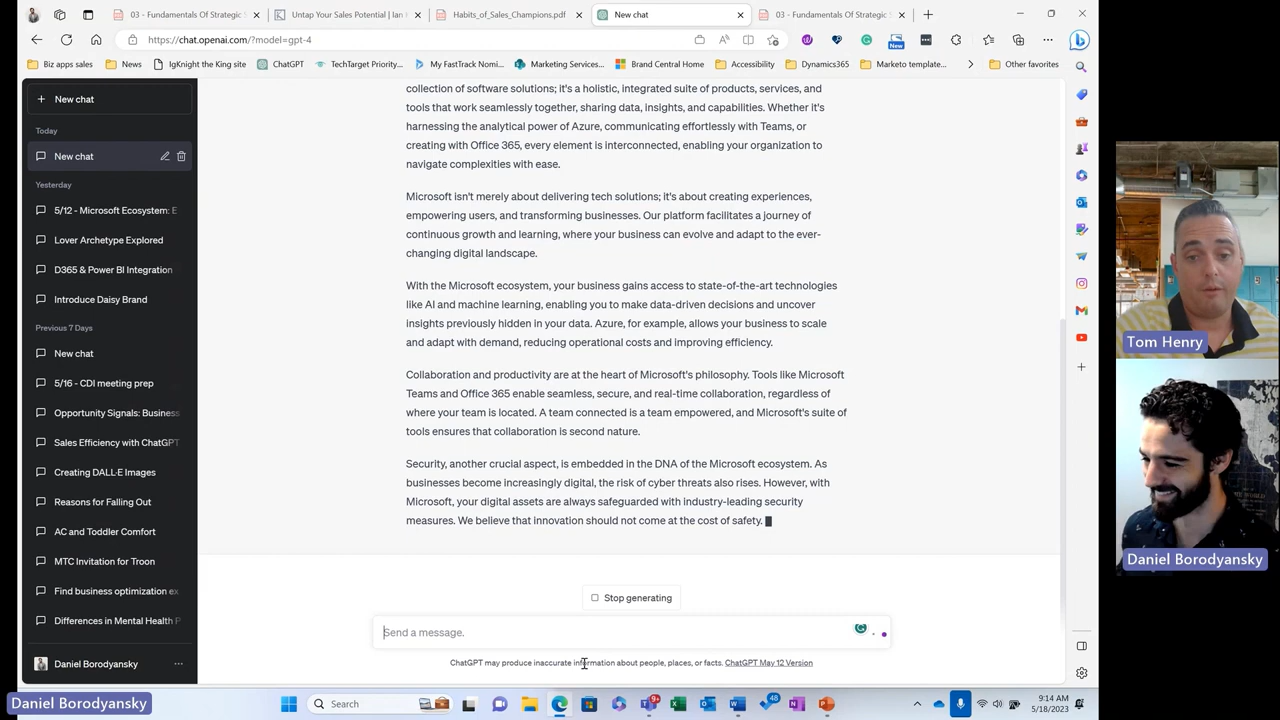 03 - Fundamentals Of Strategic S
Untap Your Sales Potential | Ian K
Habits_of_Sales_Champions.pdf
New chat
03 - Fundamentals Of Strategic S
https://chat.openai.com/?model=gpt-4
New
Biz apps sales
News
IgKnight the King site
ChatGPT
TechTarget Priority...
My FastTrack Nomi...
Marketing Services...
Brand Central Home
Accessibility
Dynamics365
Marketo template...
Other favorites
New chat
Today
New chat
Yesterday
5/12 - Microsoft Ecosystem: E
Lover Archetype Explored
D365 & Power BI Integration
Introduce Daisy Brand
Previous 7 Days
New chat
5/16 - CDI meeting prep
Opportunity Signals: Business
Sales Efficiency with ChatGPT
Creating DALL·E Images
Reasons for Falling Out
AC and Toddler Comfort
MTC Invitation for Troon
Find business optimization ex
Differences in Mental Health P
Daniel Borodyansky
collection of software solutions; it's a holistic, integrated suite of products, services, and
tools that work seamlessly together, sharing data, insights, and capabilities. Whether it's
harnessing the analytical power of Azure, communicating effortlessly with Teams, or
creating with Office 365, every element is interconnected, enabling your organization to
navigate complexities with ease.
Microsoft isn't merely about delivering tech solutions; it's about creating experiences,
empowering users, and transforming businesses. Our platform facilitates a journey of
continuous growth and learning, where your business can evolve and adapt to the ever-
changing digital landscape.
With the Microsoft ecosystem, your business gains access to state-of-the-art technologies
like AI and machine learning, enabling you to make data-driven decisions and uncover
insights previously hidden in your data. Azure, for example, allows your business to scale
and adapt with demand, reducing operational costs and improving efficiency.
Collaboration and productivity are at the heart of Microsoft's philosophy. Tools like Microsoft
Teams and Office 365 enable seamless, secure, and real-time collaboration, regardless of
where your team is located. A team connected is a team empowered, and Microsoft's suite of
tools ensures that collaboration is second nature.
Security, another crucial aspect, is embedded in the DNA of the Microsoft ecosystem. As
businesses become increasingly digital, the risk of cyber threats also rises. However, with
Microsoft, your digital assets are always safeguarded with industry-leading security
measures. We believe that innovation should not come at the cost of safety.
Stop generating
Send a message.
ChatGPT may produce inaccurate information about people, places, or facts. ChatGPT May 12 Version
Tom Henry
Daniel Borodyansky
Daniel Borodyansky
Search
9+
48
9:14 AM
5/18/2023